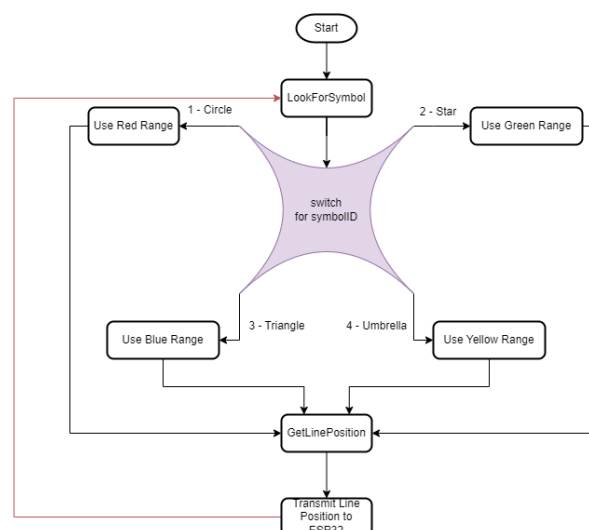 Start
LookForSymbol
1 - Circle
2 - Star
Use Red Range
Use Green Range
switch
for symbolID
3 - Triangle
4 - Umbrella
Use Blue Range
Use Yellow Range
GetLinePosition
Transmit Line
Position to
ESP32